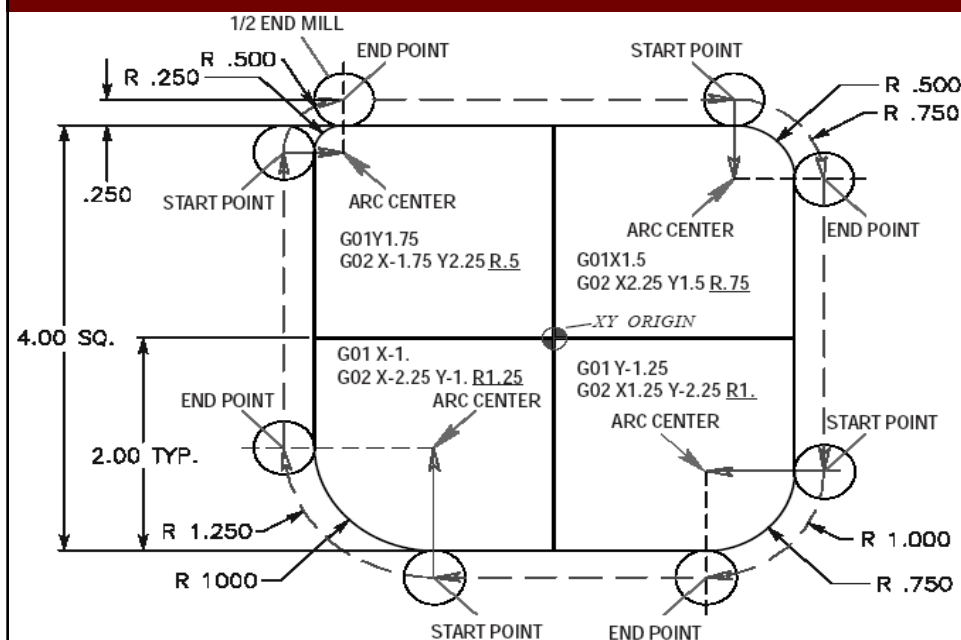 1/2 END MILL
R .500
END POINT
START POINT
R .250
R .500
R .750
.250
START POINT
ARC CENTER
ARC CENTER
END POINT
G01Y1.75
G02 X-1.75 Y2.25 R.5
G01X1.5
G02 X2.25 Y1.5 R.75
4.00 SQ.
XY ORIGIN
G01 X-1.
G02 X-2.25 Y-1. R1.25
G01 Y-1.25
G02 X1.25 Y-2.25 R1.
END POINT
ARC CENTER
ARC CENTER
START POINT
2.00 TYP.
R 1.250
R 1.000
R 1000
R .750
START POINT
END POINT